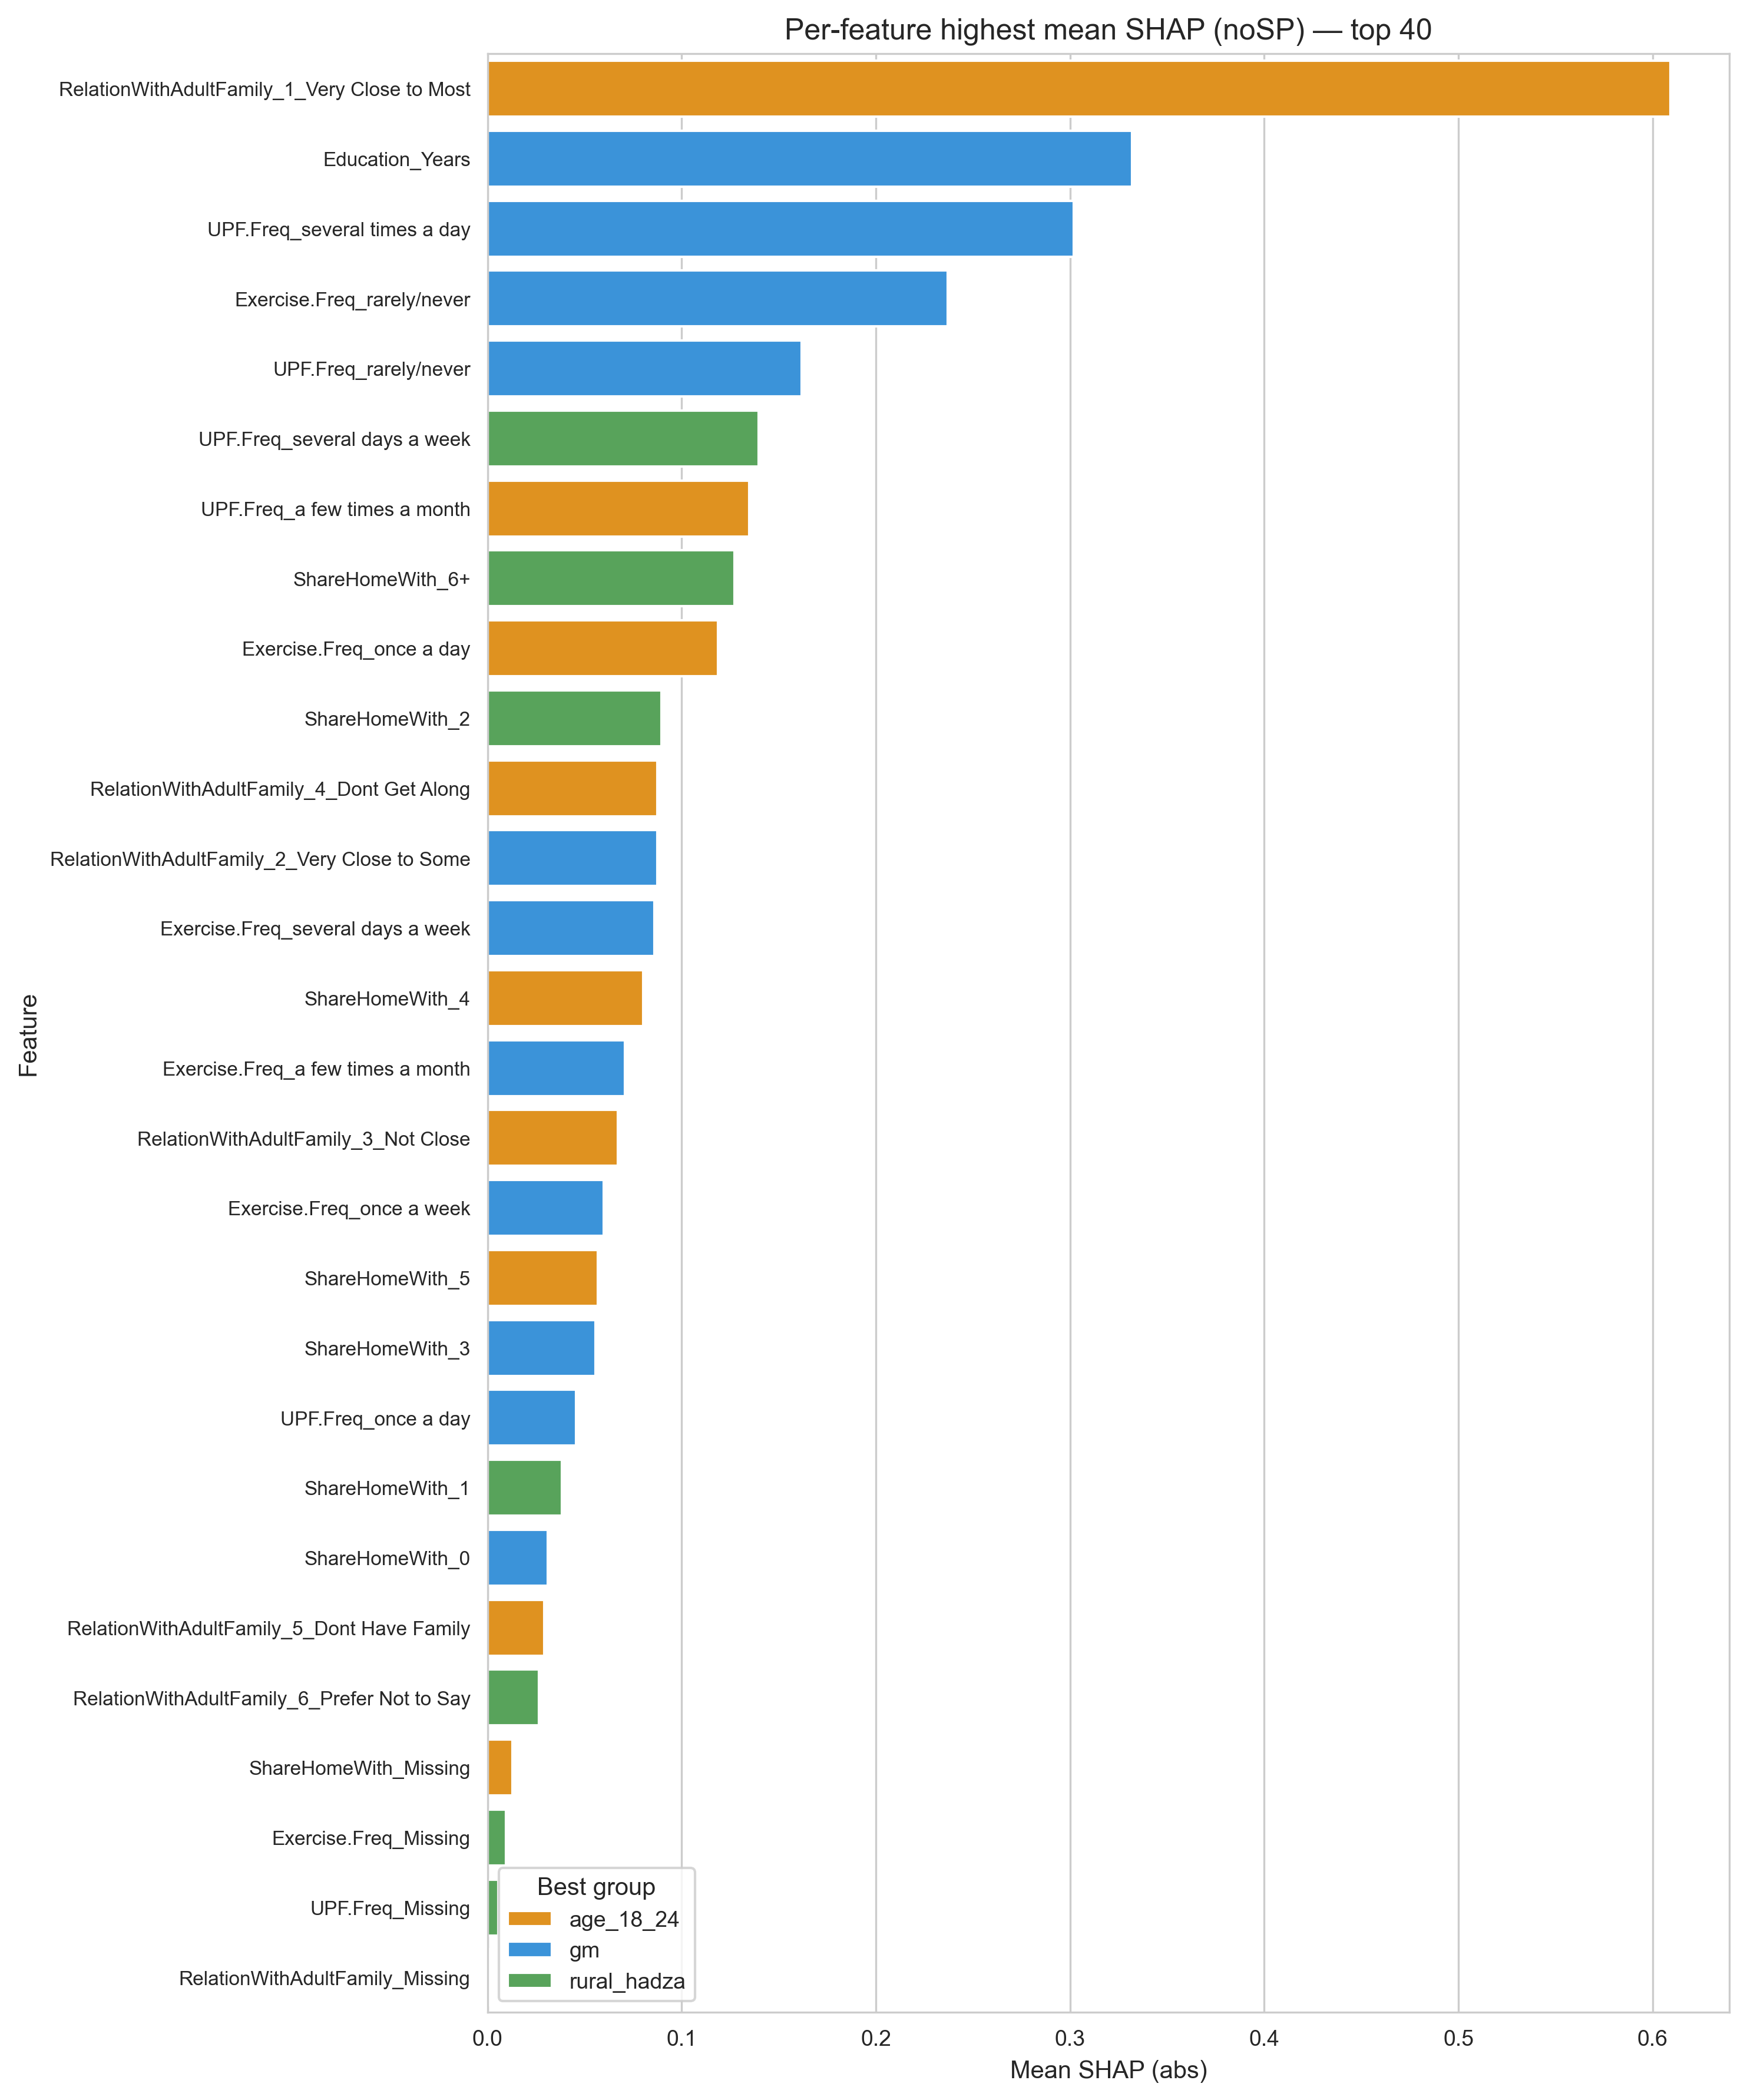 Per-feature highest mean SHAP (noSP) — top 40
RelationWithAdultFamily_1_Very Close to Most
Education_Years
UPF.Freq_several times a day
Exercise.Freq_rarely/never
UPF.Freq_rarely/never
UPF.Freq_several days a week
UPF.Freq_a few times a month
ShareHomeWith_6+
Exercise.Freq_once a day
ShareHomeWith_2
RelationWithAdultFamily_4_Dont Get Along
RelationWithAdultFamily_2_Very Close to Some
Exercise.Freq_several days a week
ShareHomeWith_4
Exercise.Freq_a few times a month
RelationWithAdultFamily_3_Not Close
Exercise.Freq_once a week
ShareHomeWith_5
ShareHomeWith_3
UPF.Freq_once a day
ShareHomeWith_1
ShareHomeWith_0
RelationWithAdultFamily_5_Dont Have Family
RelationWithAdultFamily_6_Prefer Not to Say
ShareHomeWith_Missing
Exercise.Freq_Missing
UPF.Freq_Missing
RelationWithAdultFamily_Missing
Feature
Best group
age_18_24
gm
rural_hadza
0.0 0.1 0.2 0.3 0.4 0.5 0.6
Mean SHAP (abs)